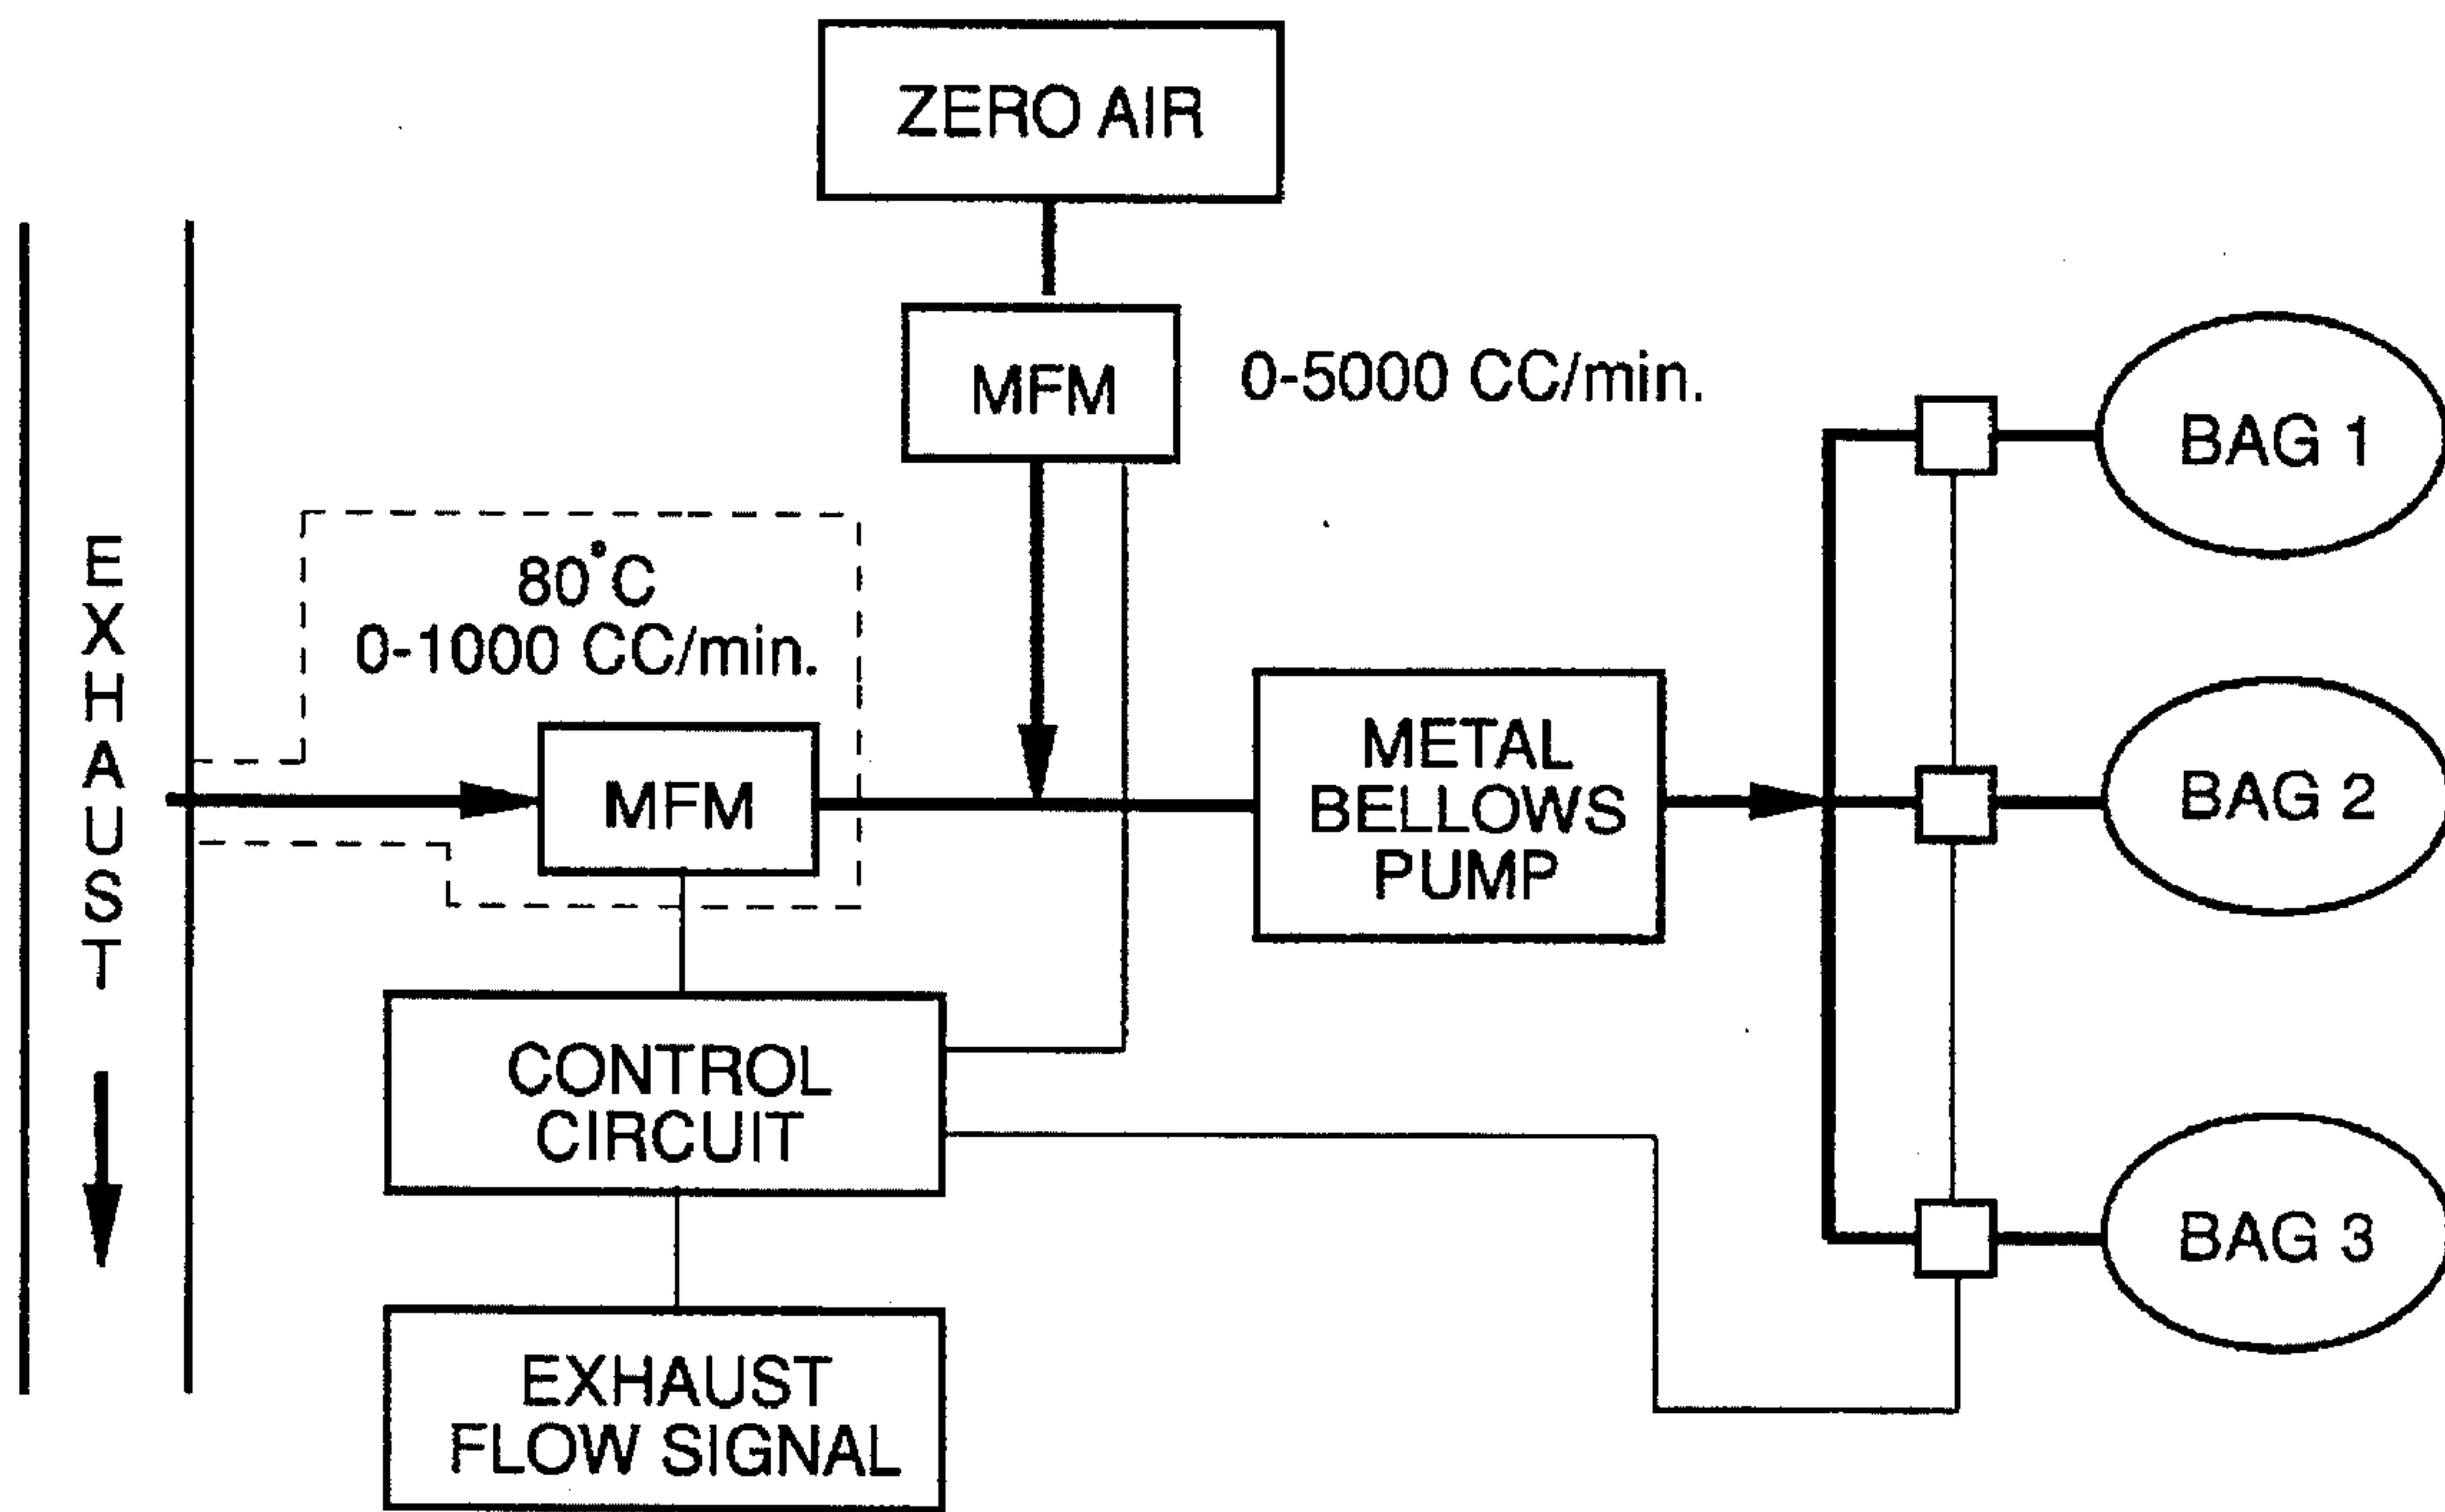 ZERO AIR
MFM
0-5000 CC/min.
BAG 1
80°C
0-1000 CC/min.
EXHAUST
MFM
METAL
BELLOWS
PUMP
BAG 2
CONTROL
CIRCUIT
BAG 3
EXHAUST
FLOW SIGNAL